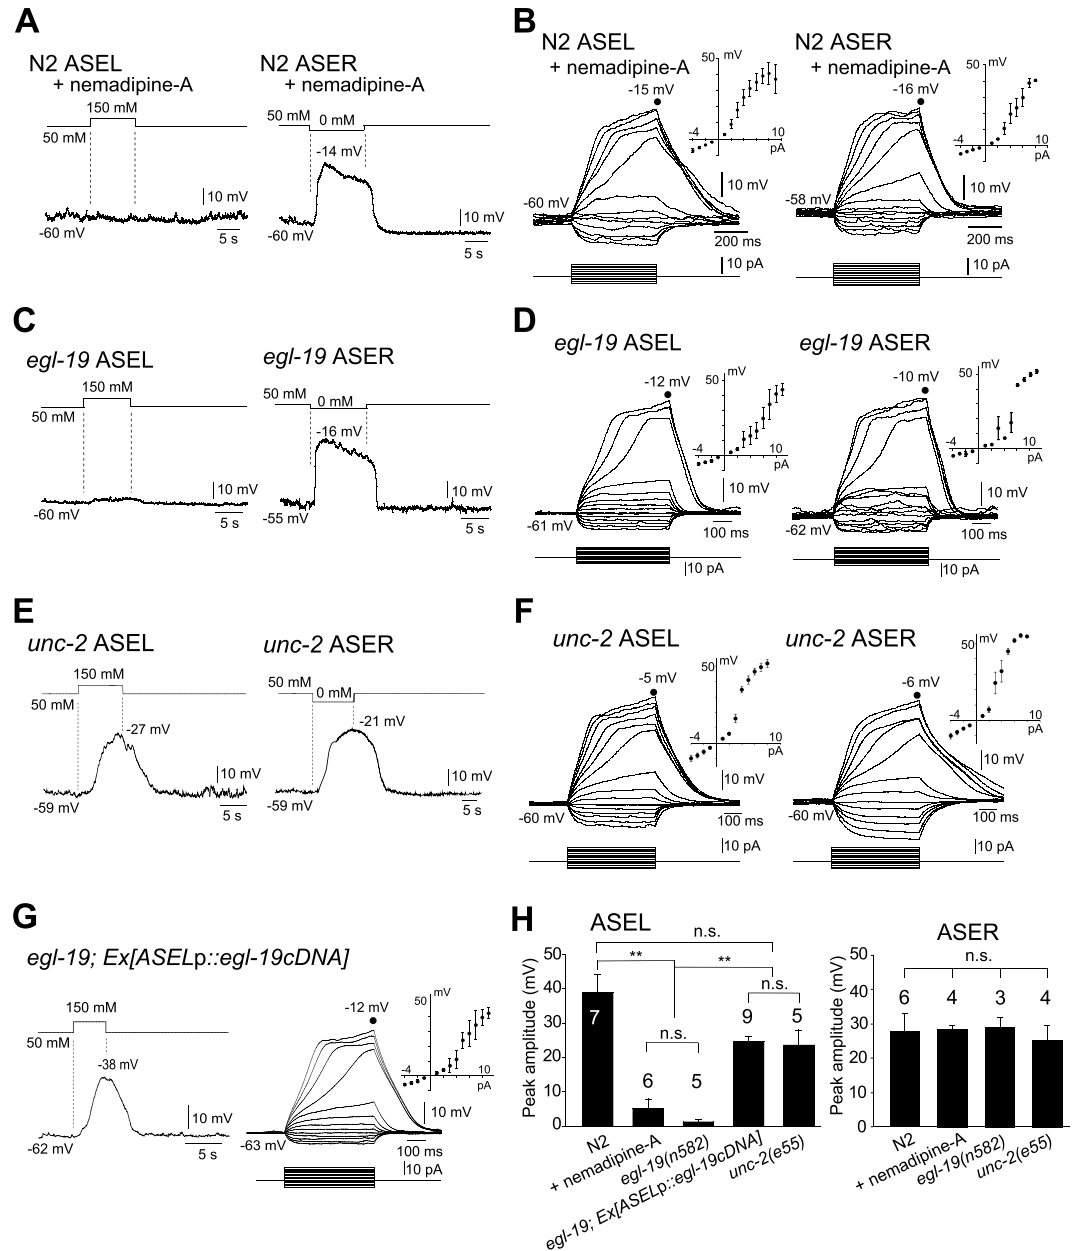 A
N2 ASEL
+ nemadipine-A
150 mM
50 mM
10 mV
-60 mV
5 s
N2 ASER
+ nemadipine-A
50 mM
0 mM
-14 mV
10 mV
-60 mV
5 s
B
N2 ASEL
+ nemadipine-A
-15 mV
50
mV
-4
10
pA
10 mV
-60 mV
200 ms
10 pA
N2 ASER
+ nemadipine-A
-16 mV
50
mV
-4
10
pA
10 mV
-58 mV
200 ms
10 pA
C
egl-19 ASEL
150 mM
50 mM
10 mV
-60 mV
5 s
egl-19 ASER
50 mM
0 mM
-16 mV
10 mV
-55 mV
5 s
D
egl-19 ASEL
-12 mV
50
mV
-4
10
pA
10 mV
-61 mV
100 ms
10 pA
egl-19 ASER
-10 mV
50
mV
-4
10
pA
10 mV
-62 mV
100 ms
10 pA
E
unc-2 ASEL
150 mM
50 mM
-27 mV
10 mV
-59 mV
5 s
unc-2 ASER
50 mM
0 mM
-21 mV
10 mV
-59 mV
5 s
F
unc-2 ASEL
-5 mV
50
mV
-4
10
pA
10 mV
-60 mV
100 ms
10 pA
unc-2 ASER
-6 mV
50
mV
-4
10
pA
10 mV
-60 mV
100 ms
10 pA
G
egl-19; Ex[ASELp::egl-19cDNA]
150 mM
50 mM
-38 mV
10 mV
-62 mV
5 s
-12 mV
50
mV
-4
10
pA
10 mV
-63 mV
100 ms
10 pA
H
ASEL
Peak amplitude (mV)
50
40
30
20
10
0
n.s.
**
**
n.s.
n.s.
7
6
5
9
5
N2
+ nemadipine-A
egl-19(n582)
egl-19; Ex[ASELp::egl-19cDNA]
unc-2(e55)
ASER
Peak amplitude (mV)
50
40
30
20
10
0
n.s.
6
4
3
4
N2
+ nemadipine-A
egl-19(n582)
unc-2(e55)